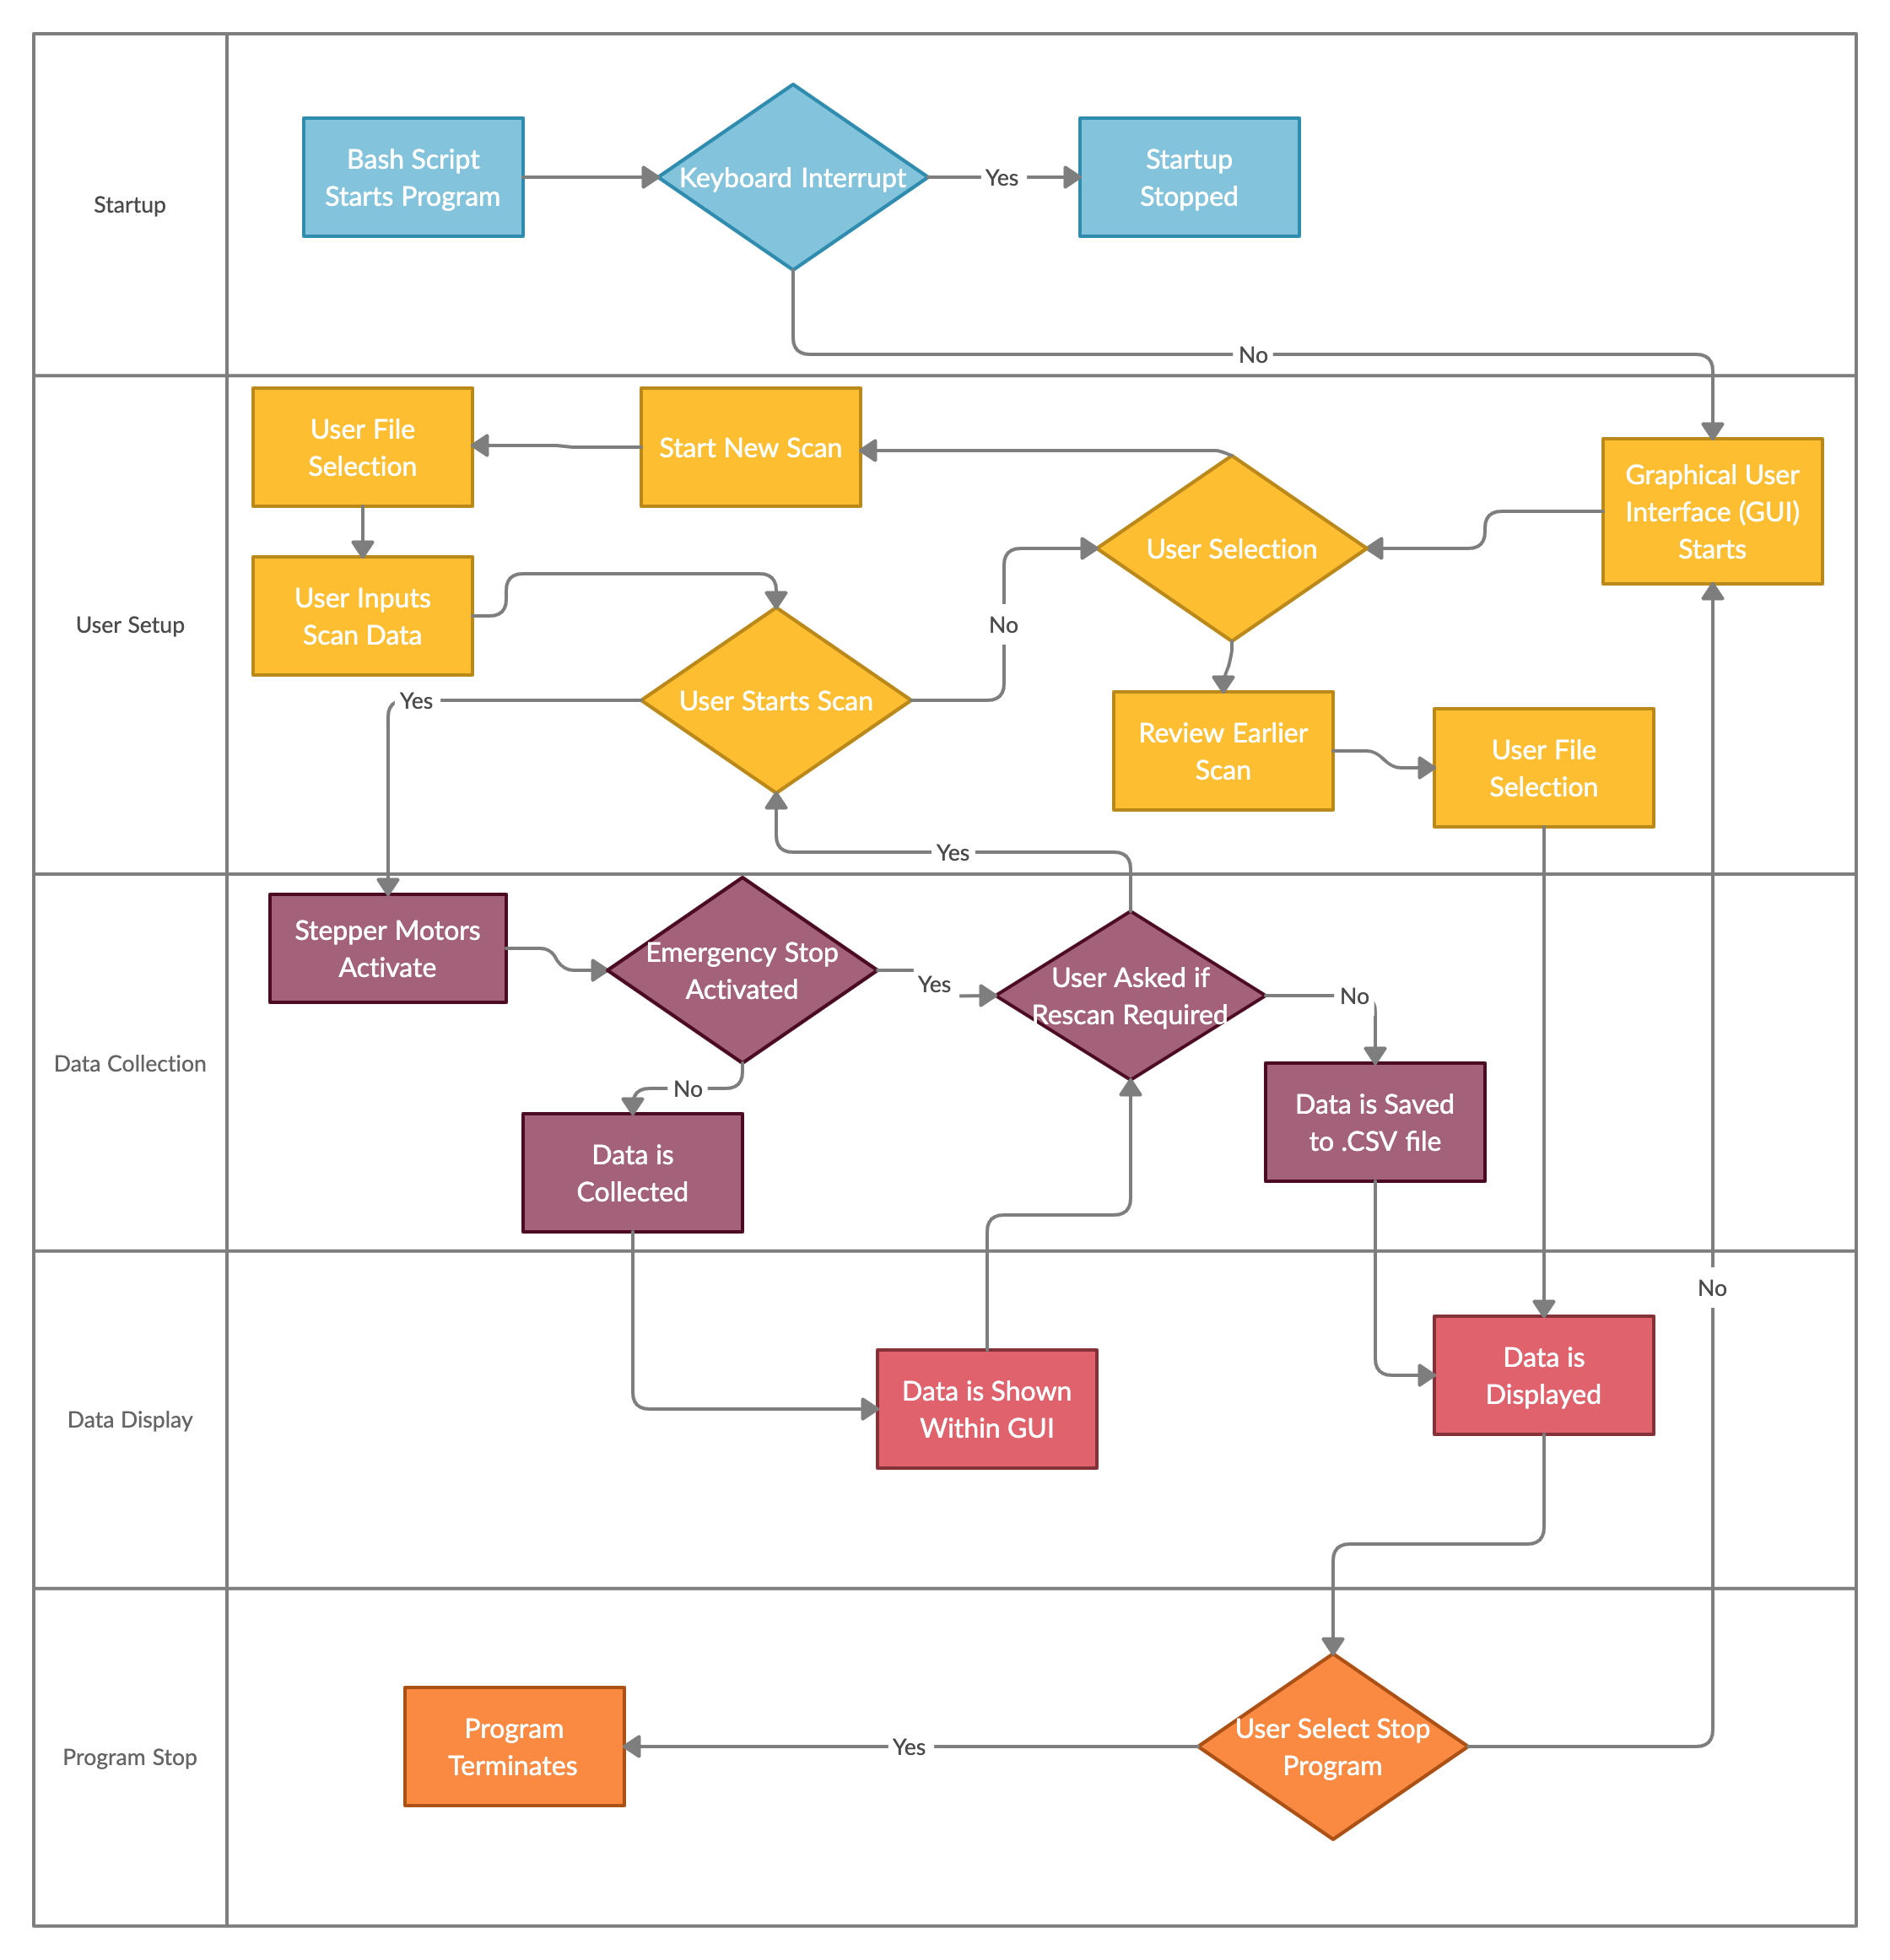 Startup
Bash Script
Starts Program
Keyboard Interrupt
Yes
Startup
Stopped
No
User Setup
User File
Selection
Start New Scan
Graphical User
Interface (GUI)
Starts
User Selection
User Inputs
Scan Data
No
User Starts Scan
Yes
Review Earlier
Scan
User File
Selection
Yes
Data Collection
Stepper Motors
Activate
Emergency Stop
Activated
Yes
User Asked if
Rescan Required
No
No
Data is Saved
to .CSV file
Data is
Collected
Data Display
No
Data is
Displayed
Data is Shown
Within GUI
Program Stop
Program
Terminates
Yes
User Select Stop
Program